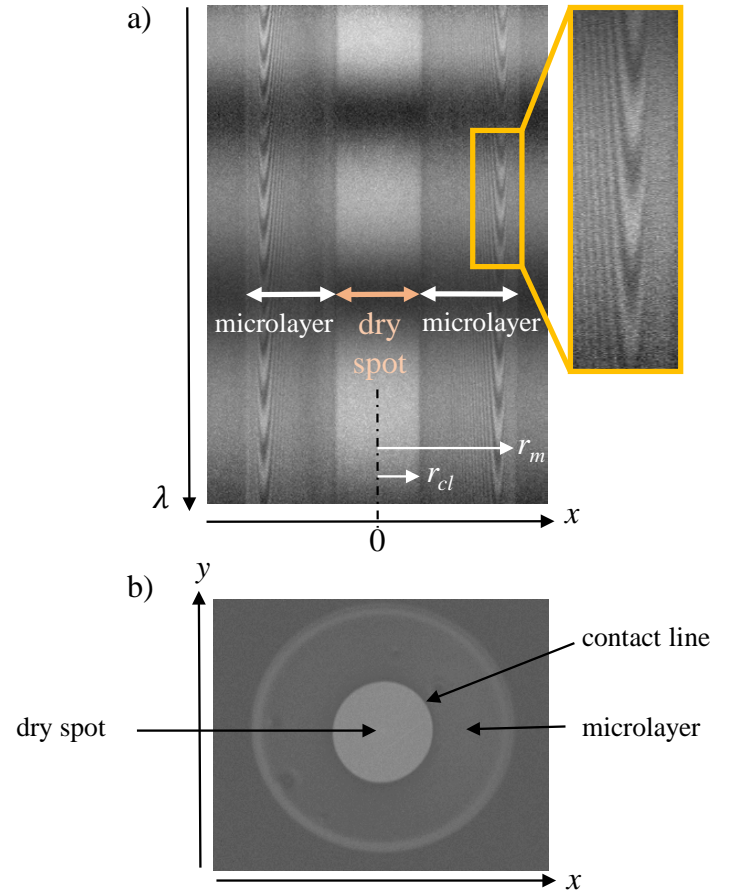 a)
microlayer
dry
spot
microlayer
r_m
r_cl
λ
x
0
b)
y
contact line
dry spot
microlayer
x